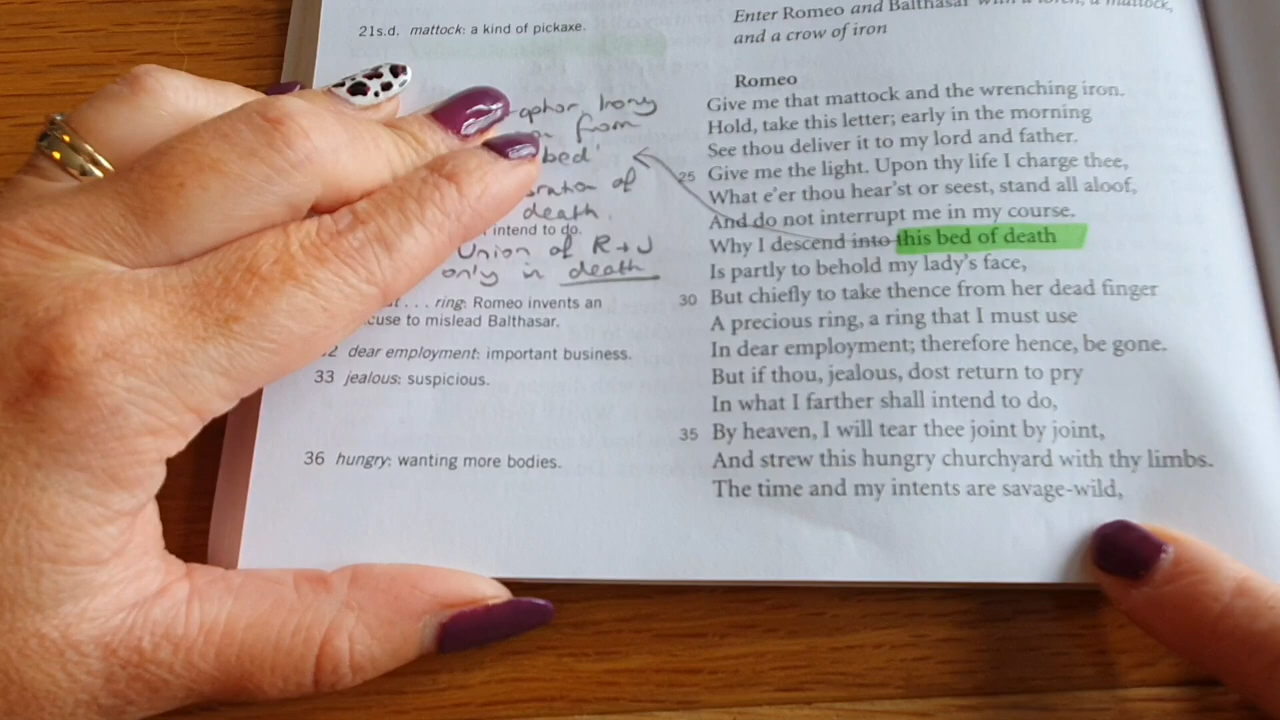 21s.d. mattock: a kind of pickaxe.
Irony
from
bed'
of
death.
intend to do.
Union of R + J
only in death
. . . ring: Romeo invents an
to mislead Balthasar.
dear employment: important business.
33 jealous: suspicious.
36 hungry: wanting more bodies.
Enter Romeo and Balthasar with a torch, a mattock,
and a crow of iron
Romeo
Give me that mattock and the wrenching iron.
Hold, take this letter; early in the morning
See thou deliver it to my lord and father.
25 Give me the light. Upon thy life I charge thee,
What e'er thou hear'st or seest, stand all aloof,
And do not interrupt me in my course.
Why I descend into this bed of death
Is partly to behold my lady's face,
30 But chiefly to take thence from her dead finger
A precious ring, a ring that I must use
In dear employment; therefore hence, be gone.
But if thou, jealous, dost return to pry
In what I farther shall intend to do,
35 By heaven, I will tear thee joint by joint,
And strew this hungry churchyard with thy limbs.
The time and my intents are savage-wild,